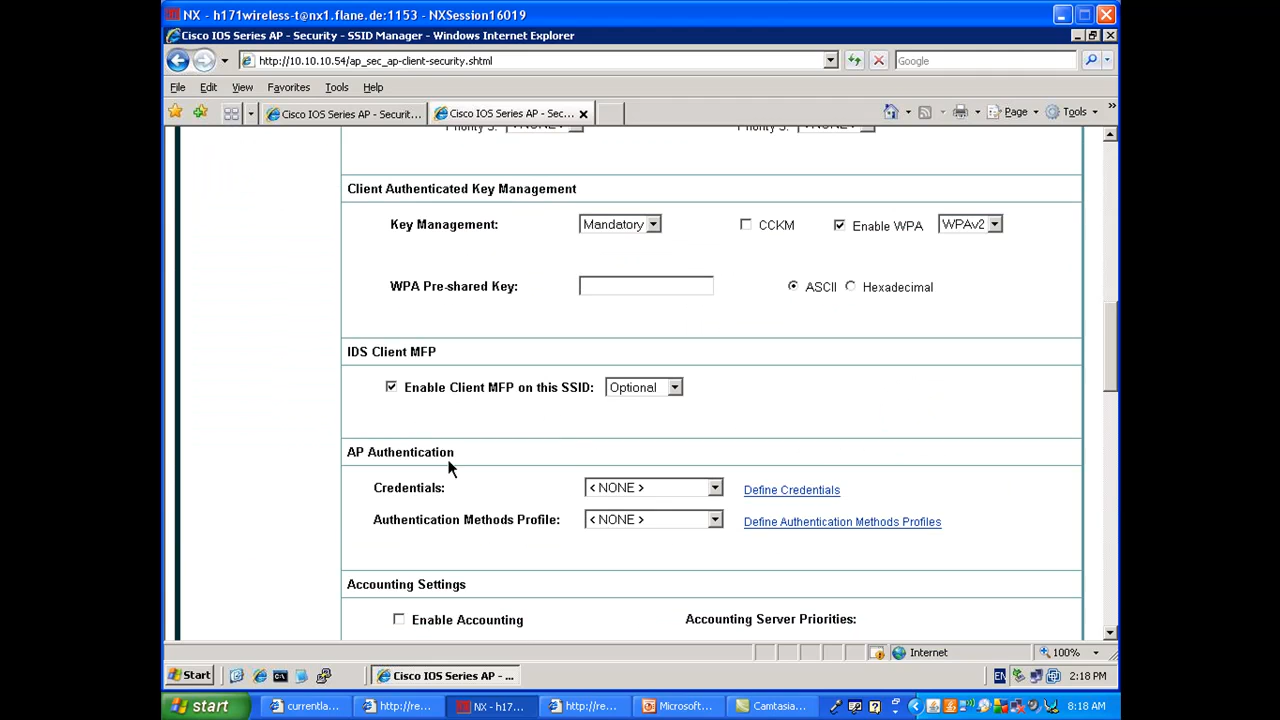 NX - h171wireless-t@nx1.flane.de:1153 - NXSession16019
Cisco IOS Series AP - Security - SSID Manager - Windows Internet Explorer
http://10.10.10.54/ap_sec_ap-client-security.shtml
Google
File Edit View Favorites Tools Help
Cisco IOS Series AP - Securit... Cisco IOS Series AP - Sec... Page Tools
Client Authenticated Key Management
Key Management: Mandatory CCKM Enable WPA WPAv2
WPA Pre-shared Key: ASCII Hexadecimal
IDS Client MFP
Enable Client MFP on this SSID: Optional
AP Authentication
Credentials: < NONE > Define Credentials
Authentication Methods Profile: < NONE > Define Authentication Methods Profiles
Accounting Settings
Enable Accounting Accounting Server Priorities:
Internet 100%
Start Cisco IOS Series AP - ... EN 2:18 PM
start currentla... http://re... NX - h17... http://re... Microsoft... Camtasia... 8:18 AM